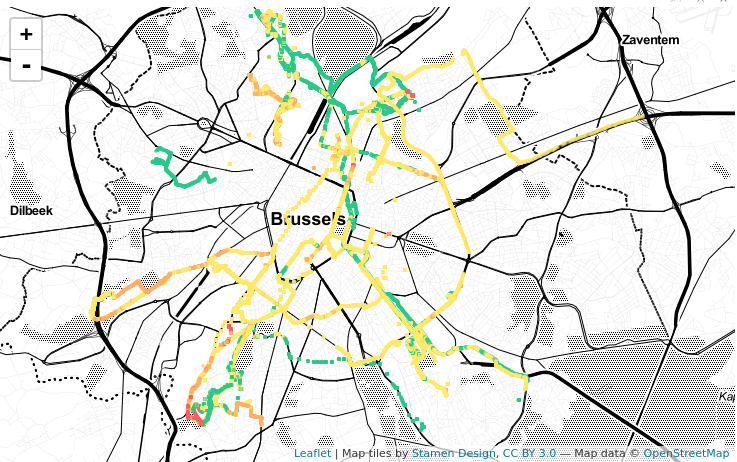 +
-
Zaventem
Dilbeek
Brussels
Leaflet | Map tiles by Stamen Design, CC BY 3.0 — Map data © OpenStreetMap